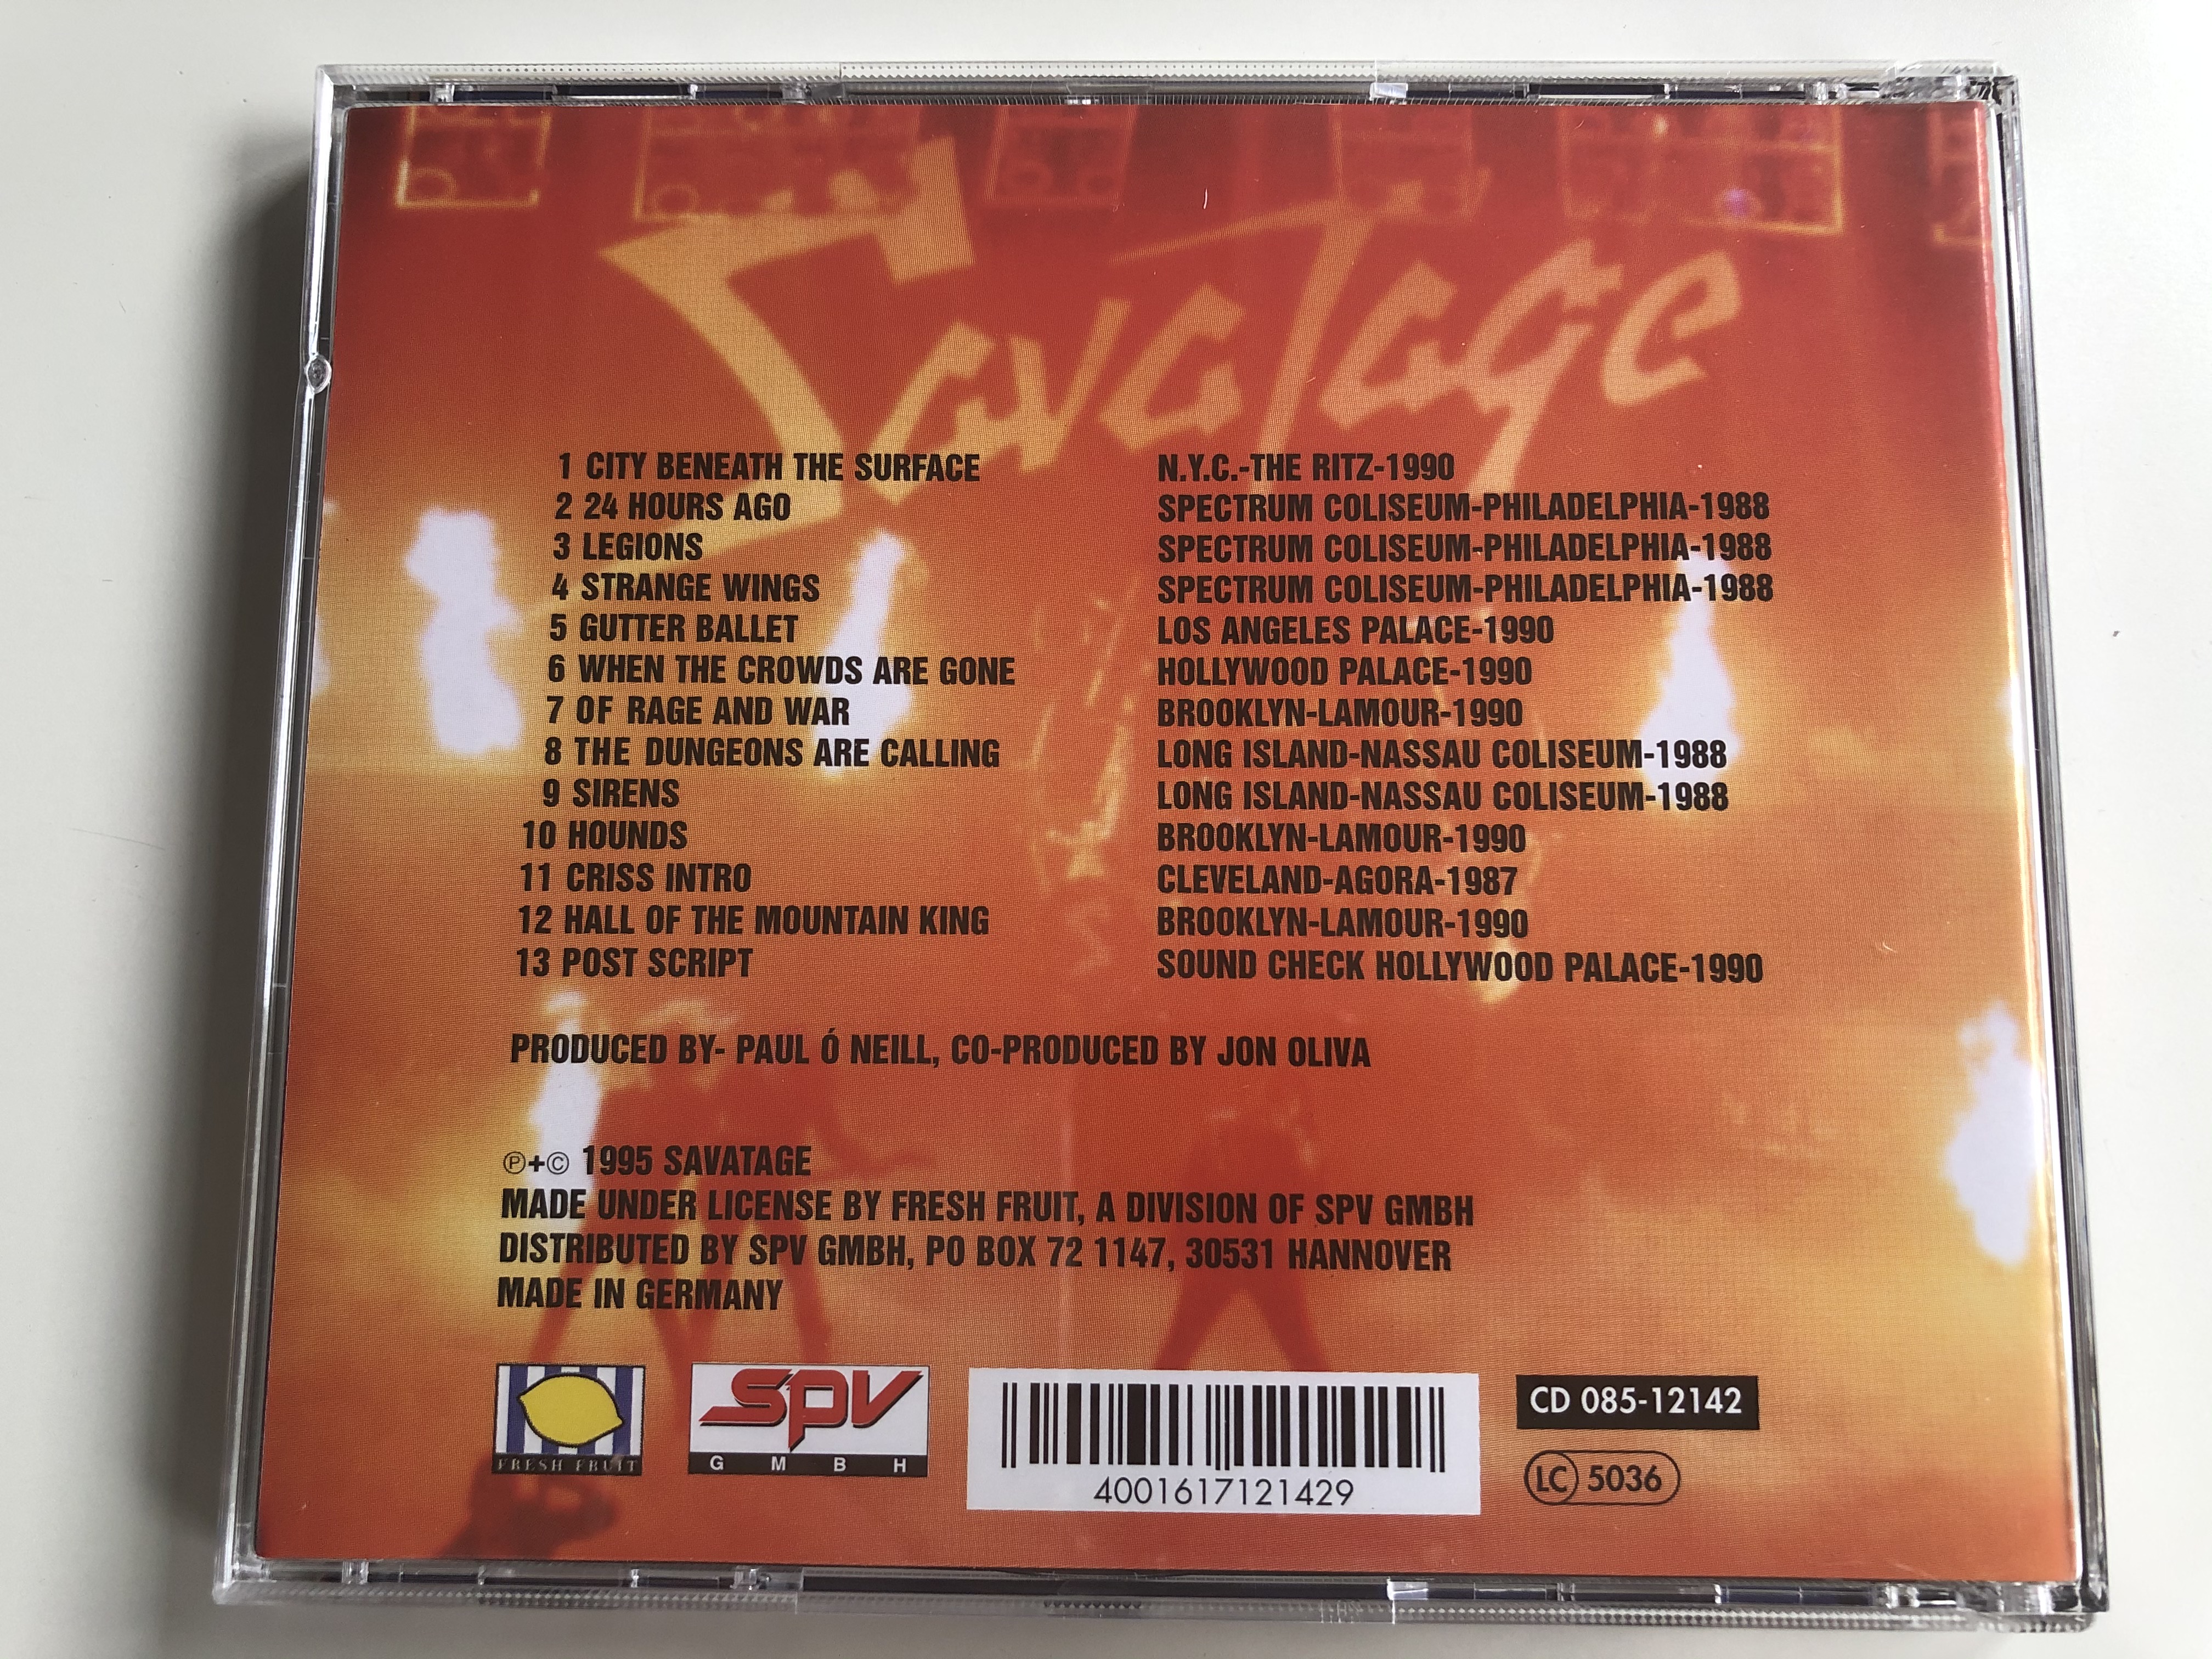 Savatage
1 CITY BENEATH THE SURFACE N.Y.C.-THE RITZ-1990
2 24 HOURS AGO SPECTRUM COLISEUM-PHILADELPHIA-1988
3 LEGIONS SPECTRUM COLISEUM-PHILADELPHIA-1988
4 STRANGE WINGS SPECTRUM COLISEUM-PHILADELPHIA-1988
5 GUTTER BALLET LOS ANGELES PALACE-1990
6 WHEN THE CROWDS ARE GONE HOLLYWOOD PALACE-1990
7 OF RAGE AND WAR BROOKLYN-LAMOUR-1990
8 THE DUNGEONS ARE CALLING LONG ISLAND-NASSAU COLISEUM-1988
9 SIRENS LONG ISLAND-NASSAU COLISEUM-1988
10 HOUNDS BROOKLYN-LAMOUR-1990
11 CRISS INTRO CLEVELAND-AGORA-1987
12 HALL OF THE MOUNTAIN KING BROOKLYN-LAMOUR-1990
13 POST SCRIPT SOUND CHECK HOLLYWOOD PALACE-1990
PRODUCED BY- PAUL Ó NEILL, CO-PRODUCED BY JON OLIVA
℗+© 1995 SAVATAGE
MADE UNDER LICENSE BY FRESH FRUIT, A DIVISION OF SPV GMBH
DISTRIBUTED BY SPV GMBH, PO BOX 72 1147, 30531 HANNOVER
MADE IN GERMANY
FRESH FRUIT
SPV
GMBH
4001617121429
CD 085-12142
LC 5036